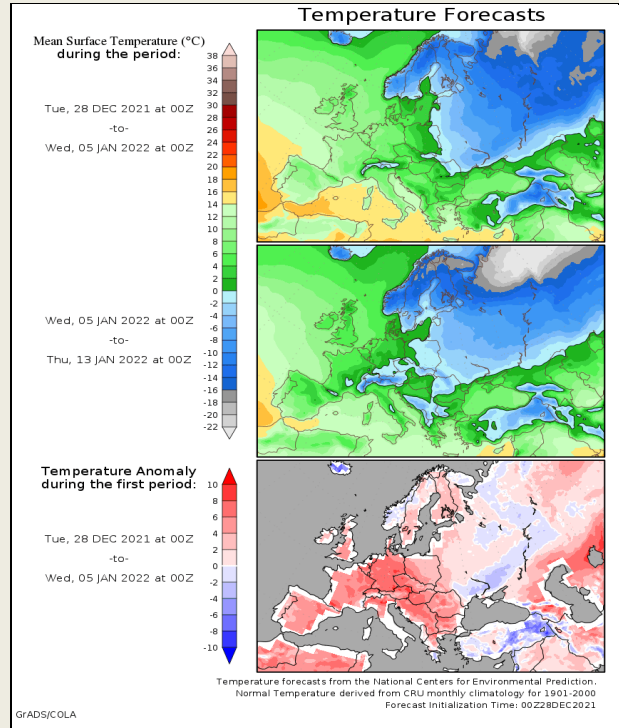 Temperature Forecasts
Mean Surface Temperature (°C)
during the period:
38
36
34
32
30
28
26
24
22
20
18
16
14
12
10
8
6
4
2
0
-2
-4
-6
-8
-10
-12
-14
-16
-18
-20
-22
Tue, 28 DEC 2021 at 00Z
-to-
Wed, 05 JAN 2022 at 00Z
Wed, 05 JAN 2022 at 00Z
-to-
Thu, 13 JAN 2022 at 00Z
Temperature Anomaly
during the first period:
10
8
6
4
2
0
-2
-4
-6
-8
-10
Tue, 28 DEC 2021 at 00Z
-to-
Wed, 05 JAN 2022 at 00Z
Temperature forecasts from the National Centers for Environmental Prediction.
Normal Temperature derived from CRU monthly climatology for 1901-2000
Forecast Initialization Time: 00Z28DEC2021
GrADS/COLA